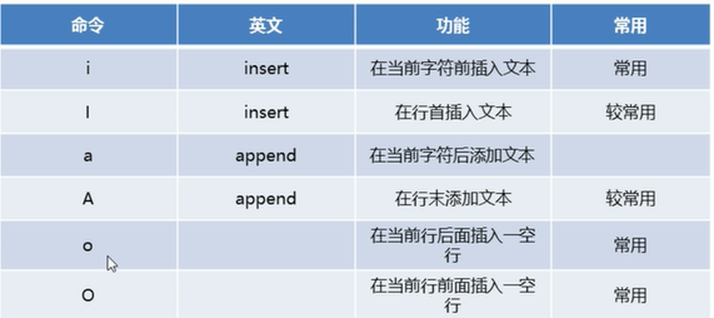 命令 英文 功能 常用
i insert 在当前字符前插入文本 常用
I insert 在行首插入文本 较常用
a append 在当前字符后添加文本
A append 在行末添加文本 较常用
o 在当前行后面插入一空行 常用
O 在当前行前面插入一空行 常用